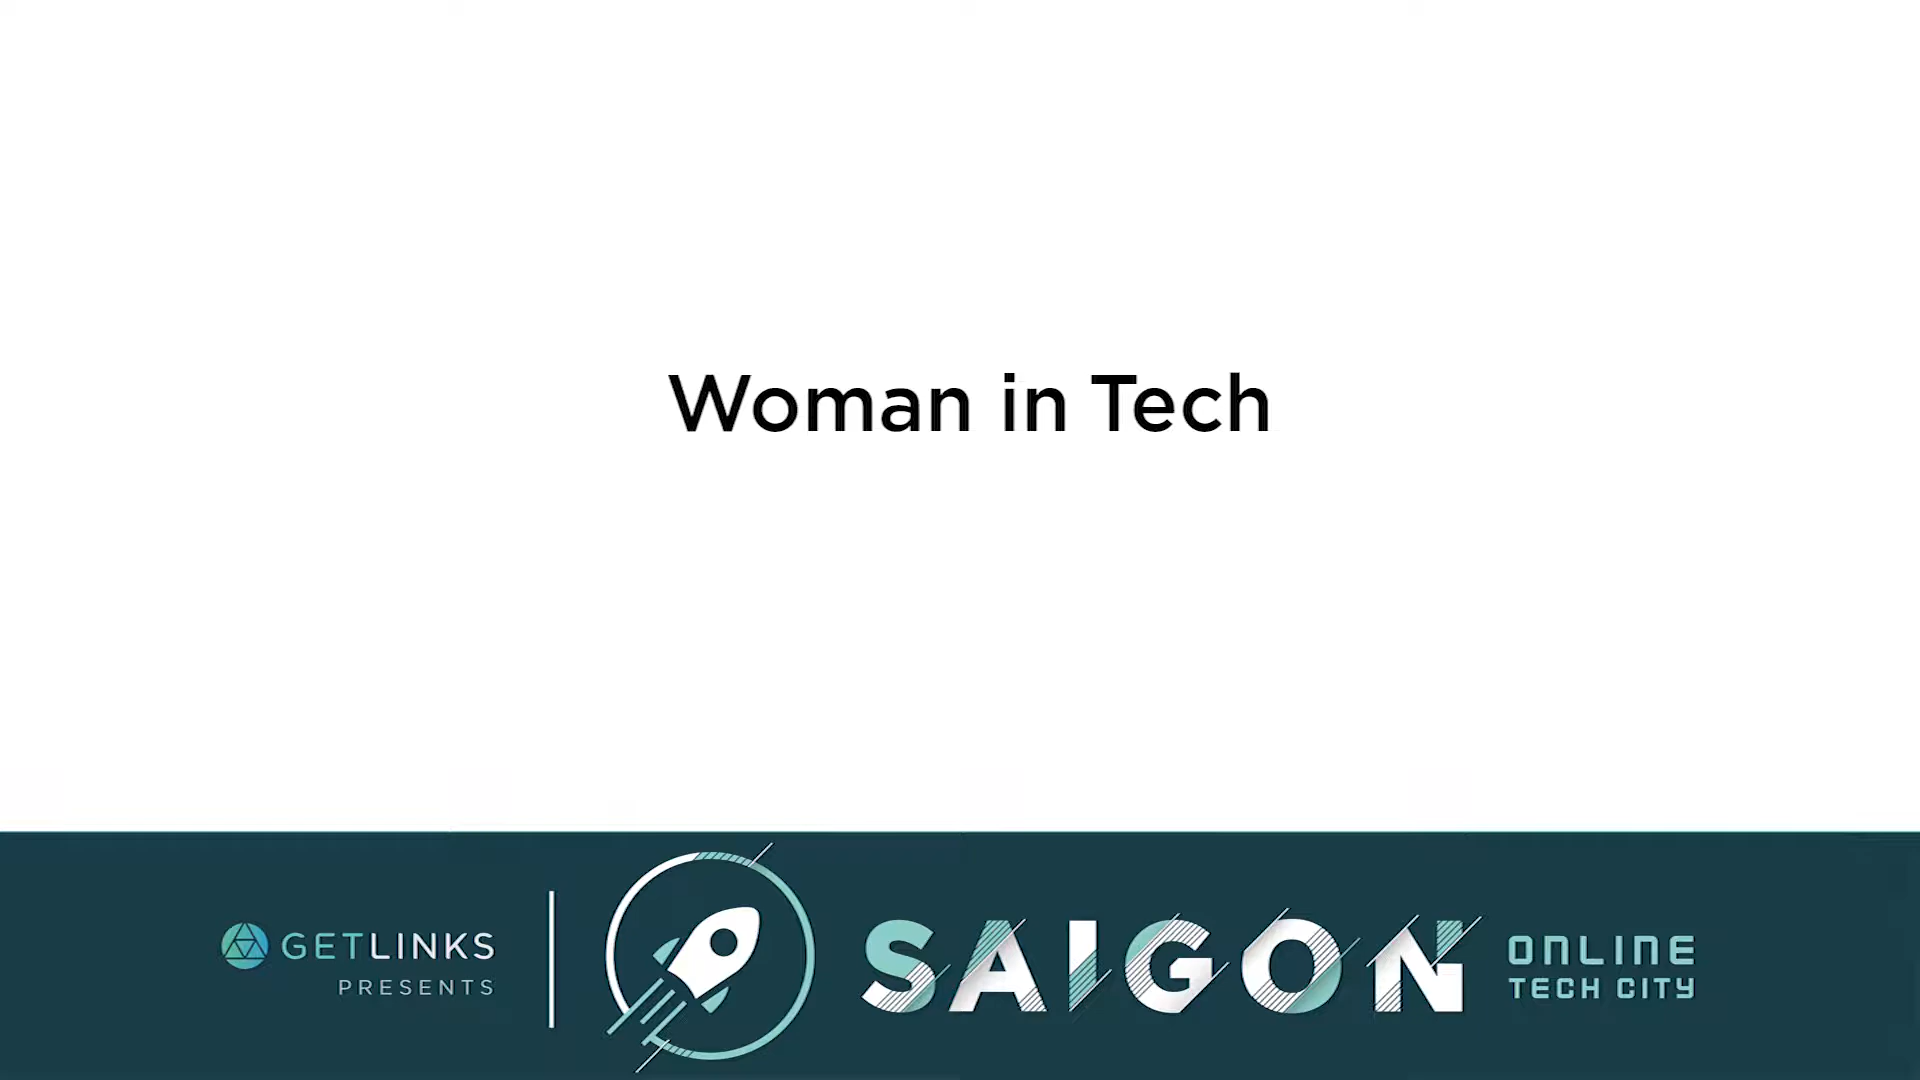 Woman in Tech
GETLINKS
PRESENTS
SAIGON
ONLINE
TECH CITY